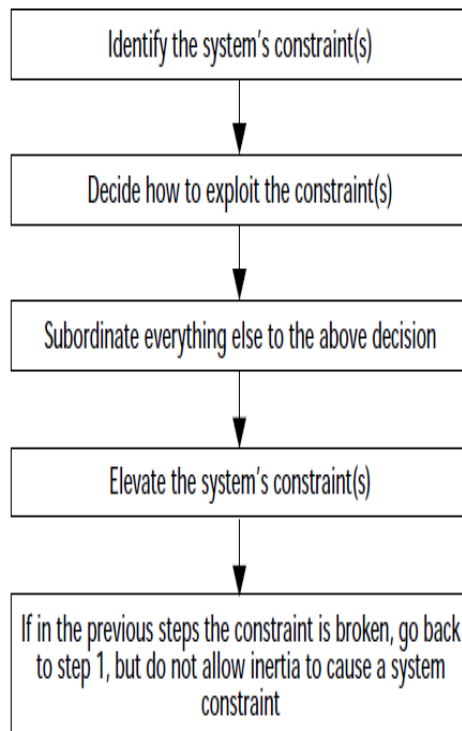 Identify the system's constraint(s)
Decide how to exploit the constraint(s)
Subordinate everything else to the above decision
Elevate the system's constraint(s)
If in the previous steps the constraint is broken, go back
to step 1, but do not allow inertia to cause a system
constraint